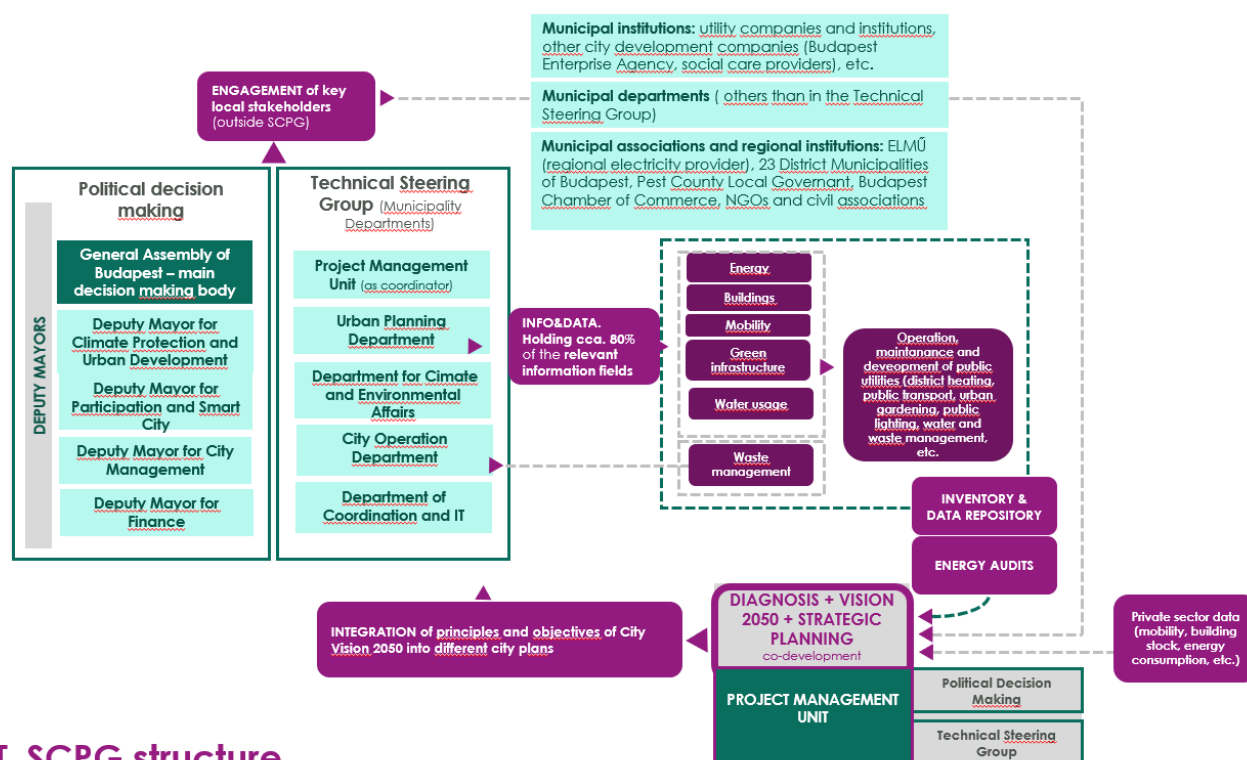 Municipal institutions: utility companies and institutions,
other city development companies (Budapest
Enterprise Agency, social care providers), etc.
ENGAGEMENT of key
local stakeholders
(outside SCPG)
Municipal departments ( others than in the Technical
Steering Group)
Municipal associations and regional institutions: ELMŰ
(regional electricity provider), 23 District Municipalities
of Budapest, Pest County Local Governant, Budapest
Chamber of Commerce, NGOs and civil associations
Political decision
making
DEPUTY MAYORS
General Assembly of
Budapest – main
decision making body
Deputy Mayor for
Climate Protection and
Urban Development
Deputy Mayor for
Participation and Smart
City
Deputy Mayor for City
Management
Deputy Mayor for
Finance
Technical Steering
Group (Municipality
Departments)
Project Management
Unit (as coordinator)
Urban Planning
Department
Department for Cimate
and Environmental
Affairs
City Operation
Department
Department of
Coordination and IT
INFO&DATA.
Holding cca. 80%
of the relevant
information fields
Energy
Buildings
Mobility
Green
infrastructure
Water usage
Waste
management
Operation,
maintanance and
deveopment of public
utilities (district heating,
public transport, urban
gardening, public
lighting, water and
waste management,
etc.
INVENTORY &
DATA REPOSITORY
ENERGY AUDITS
DIAGNOSIS + VISION
2050 + STRATEGIC
PLANNING
co-development
Private sector data
(mobility, building
stock, energy
consumption, etc.)
INTEGRATION of principles and objectives of City
Vision 2050 into different city plans
PROJECT MANAGEMENT
UNIT
Political Decision
Making
Technical Steering
Group
SCPG structure